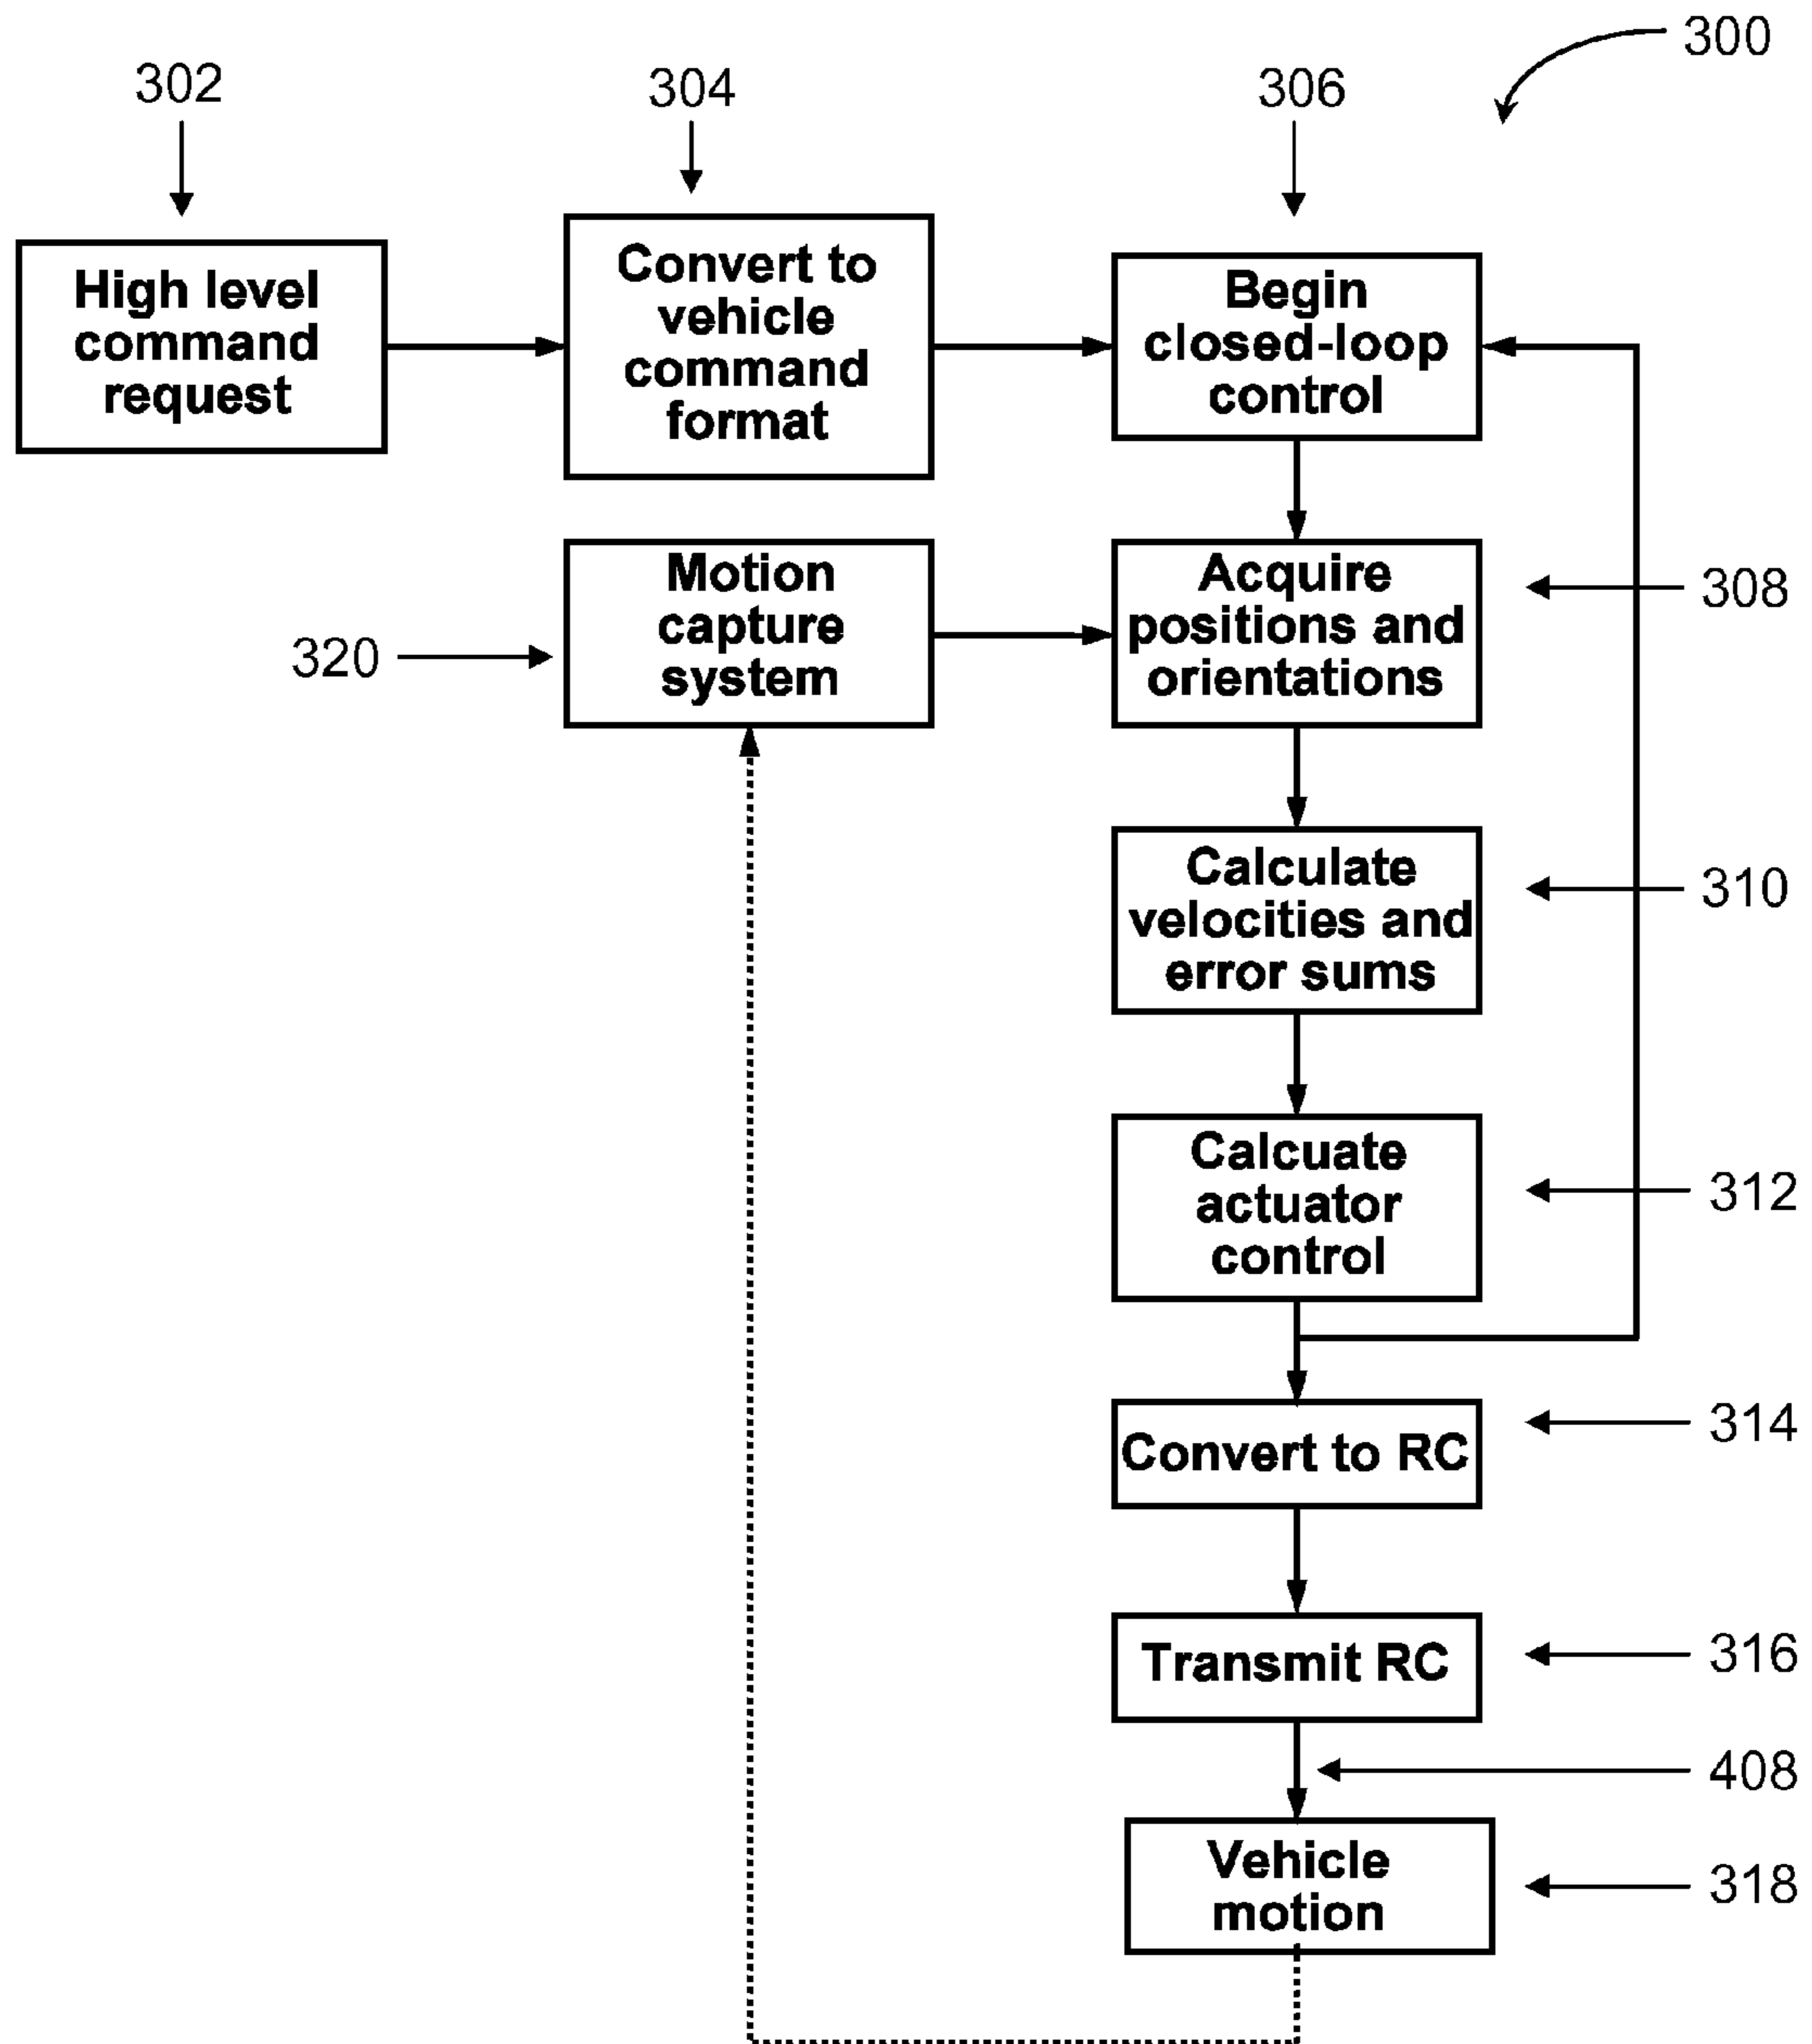 300
302
304
306
High level
command
request
Convert to
vehicle
command
format
Begin
closed-loop
control
Motion
capture
system
320
Acquire
positions and
orientations
308
Calculate
velocities and
error sums
310
Calcuate
actuator
control
312
Convert to RC
314
Transmit RC
316
408
Vehicle
motion
318